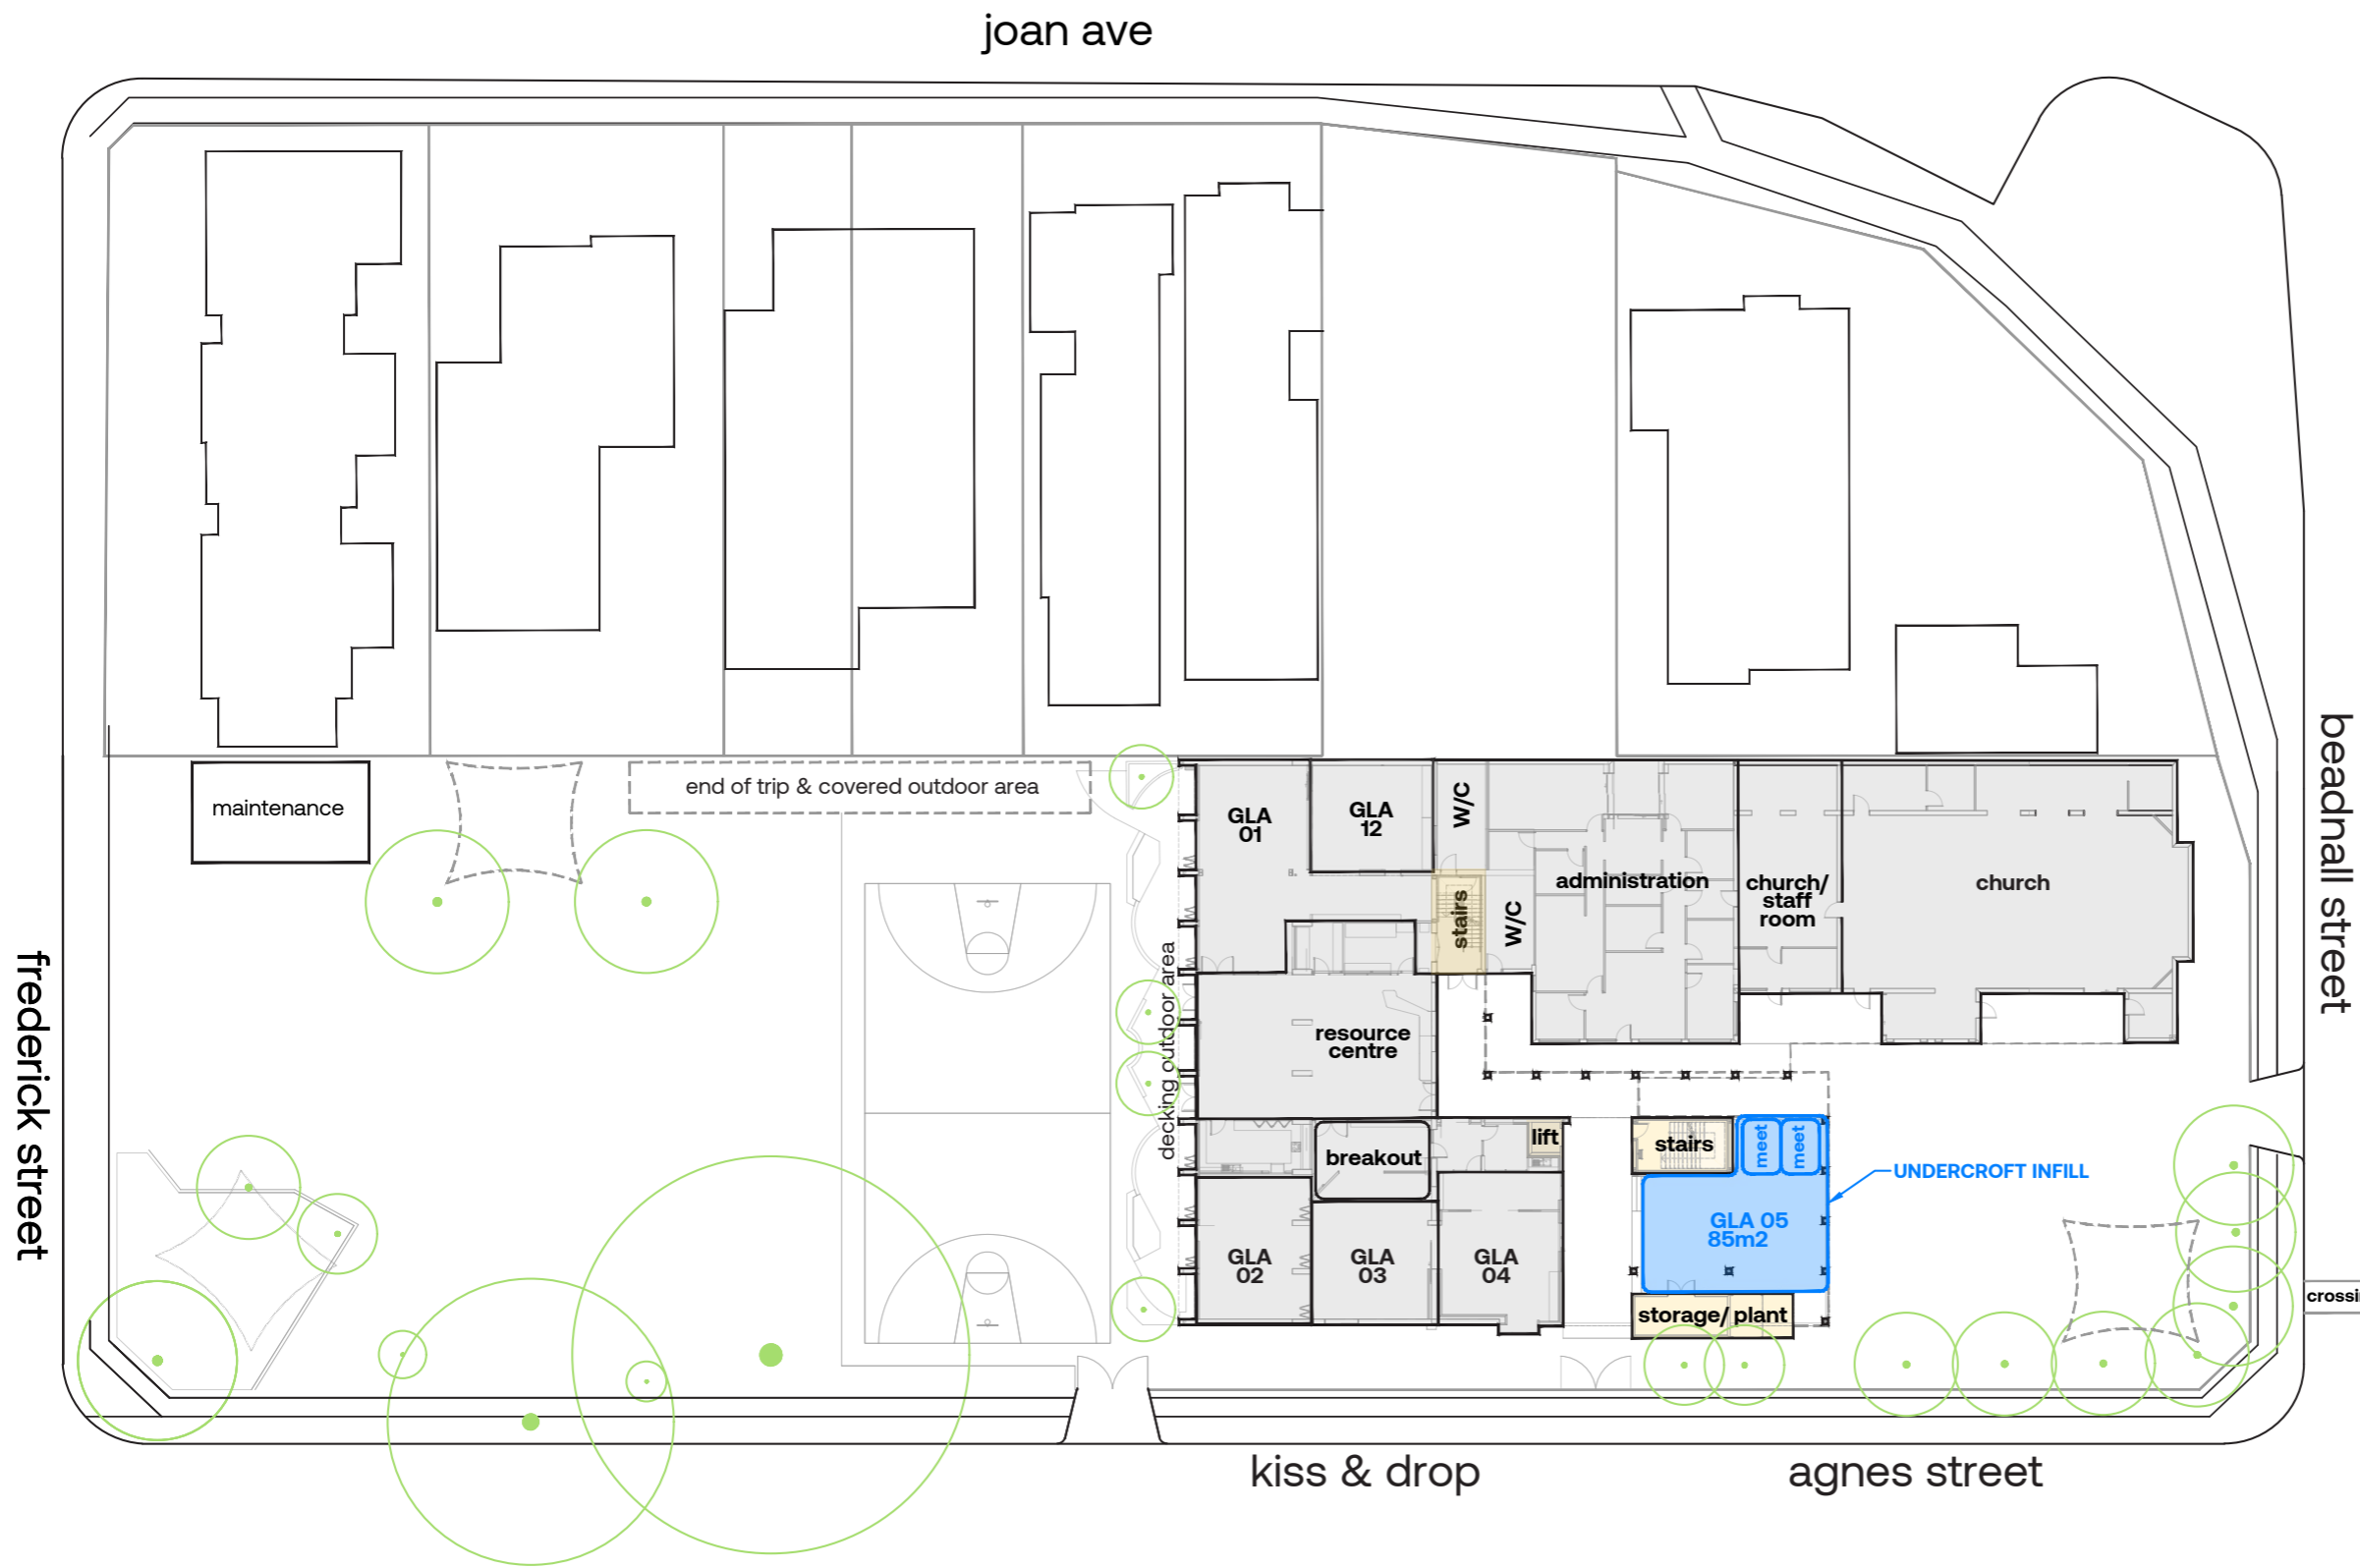 joan ave
end of trip & covered outdoor area
maintenance
GLA
01
GLA
12
W/C
stairs
W/C
administration
church/
staff
room
church
beadnall street
frederick street
decking outdoor area
resource
centre
breakout
lift
stairs
meet
meet
UNDERCROFT INFILL
GLA 05
85m2
GLA
02
GLA
03
GLA
04
storage/ plant
crossi
kiss & drop
agnes street